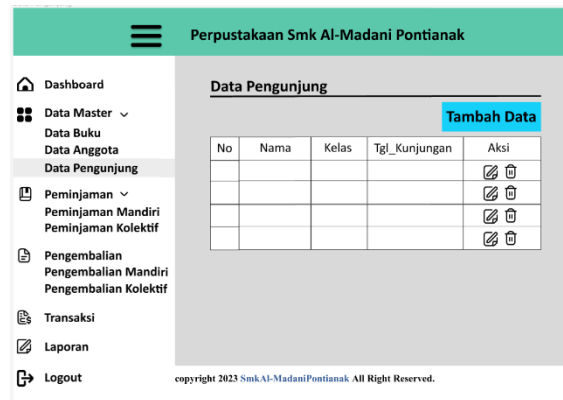 Perpustakaan Smk Al-Madani Pontianak
Dashboard
Data Master
Data Buku
Data Anggota
Data Pengunjung
Peminjaman
Peminjaman Mandiri
Peminjaman Kolektif
Pengembalian
Pengembalian Mandiri
Pengembalian Kolektif
Transaksi
Laporan
Logout
Data Pengunjung
Tambah Data
No Nama Kelas Tgl_Kunjungan Aksi
copyright 2023 SmkAl-MadaniPontianak All Right Reserved.